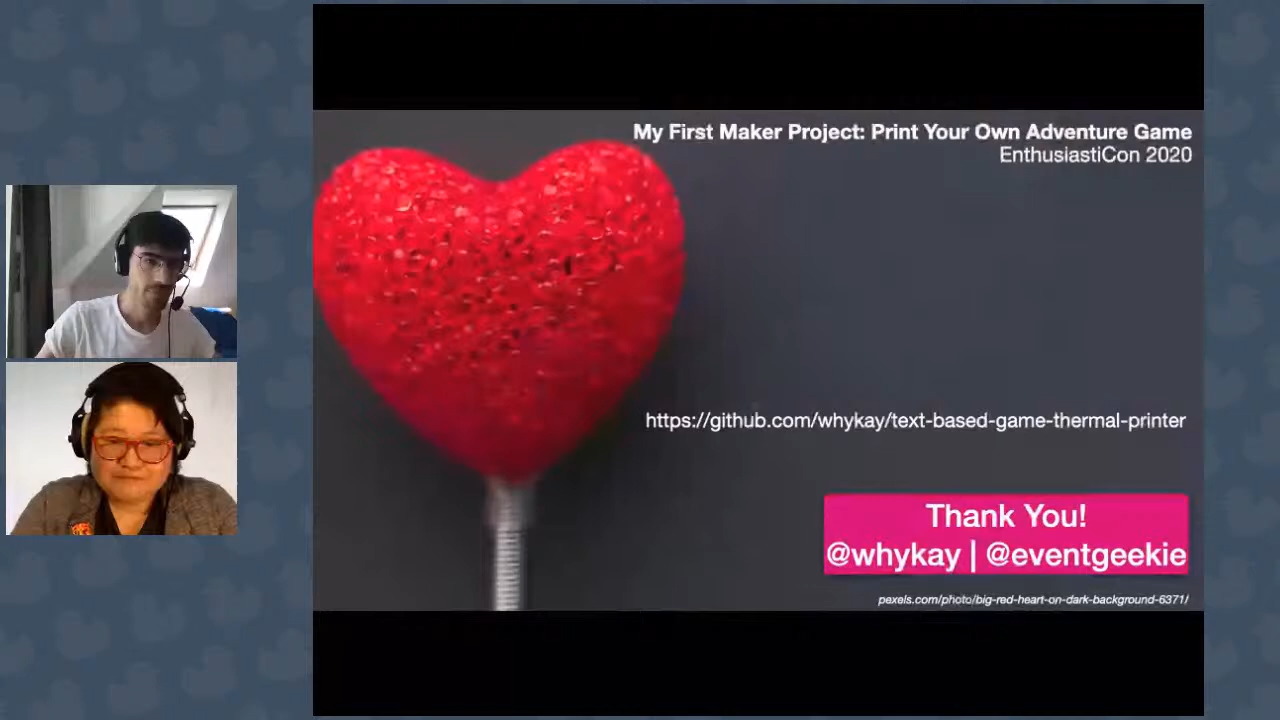 My First Maker Project: Print Your Own Adventure Game
EnthusiastiCon 2020
https://github.com/whykay/text-based-game-thermal-printer
Thank You!
@whykay | @eventgeekie
pexels.com/photo/big-red-heart-on-dark-background-6371/